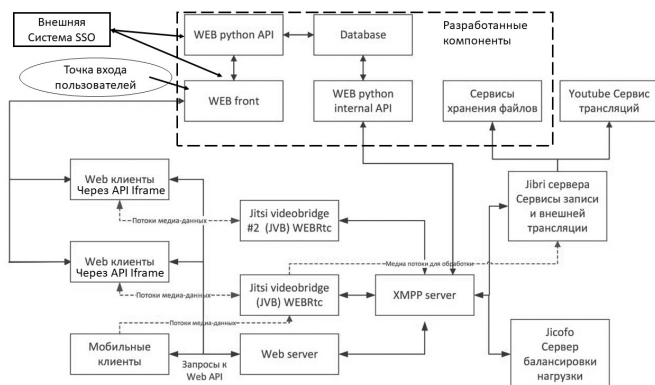 Внешняя
Система SSO
WEB python API
Database
Разработанные
компоненты
Точка входа
пользователей
WEB front
WEB python
internal API
Сервисы
хранения файлов
Youtube Сервис
трансляций
Web клиенты
Через API Iframe
Jibri сервера
Сервисы записи
и внешней
трансляции
Потоки медиа-данных
Jitsi videobridge
#2 (JVB) WEBRtc
Web клиенты
Через API Iframe
Медиа потоки для обработки
Потоки медиа-данных
Jitsi videobridge
(JVB) WEBRtc
XMPP server
Потоки медиа-данных
Мобильные
клиенты
Запросы к
Web API
Web server
Jicofo
Сервер
балансировки
нагрузки